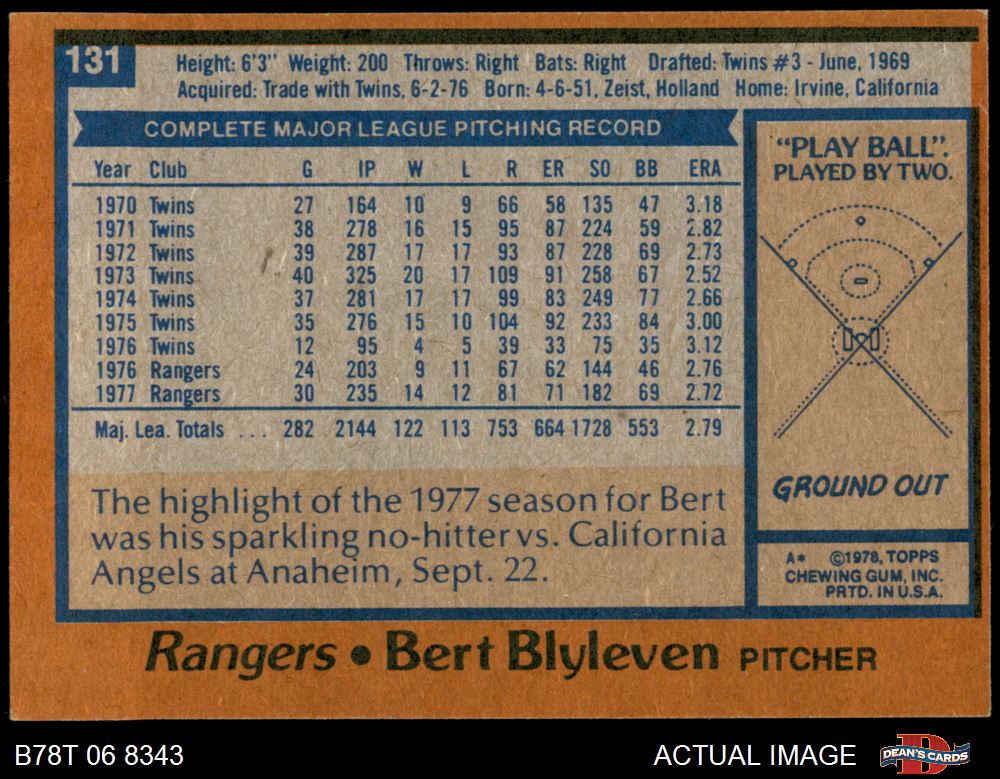 131
Height: 6'3" Weight: 200 Throws: Right Bats: Right Drafted: Twins #3 - June, 1969
Acquired: Trade with Twins, 6-2-76 Born: 4-6-51, Zeist, Holland Home: Irvine, California
COMPLETE MAJOR LEAGUE PITCHING RECORD
Year Club G IP W L R ER SO BB ERA
1970 Twins 27 164 10 9 66 58 135 47 3.18
1971 Twins 38 278 16 15 95 87 224 59 2.82
1972 Twins 39 287 17 17 93 87 228 69 2.73
1973 Twins 40 325 20 17 109 91 258 67 2.52
1974 Twins 37 281 17 17 99 83 249 77 2.66
1975 Twins 35 276 15 10 104 92 233 84 3.00
1976 Twins 12 95 4 5 39 33 75 35 3.12
1976 Rangers 24 203 9 11 67 62 144 46 2.76
1977 Rangers 30 235 14 12 81 71 182 69 2.72
Maj. Lea. Totals ... 282 2144 122 113 753 664 1728 553 2.79
The highlight of the 1977 season for Bert
was his sparkling no-hitter vs. California
Angels at Anaheim, Sept. 22.
"PLAY BALL".
PLAYED BY TWO.
GROUND OUT
A* ©1978, TOPPS
CHEWING GUM, INC.
PRTD. IN U.S.A.
Rangers • Bert Blyleven PITCHER
B78T 06 8343 ACTUAL IMAGE DEAN'S CARDS